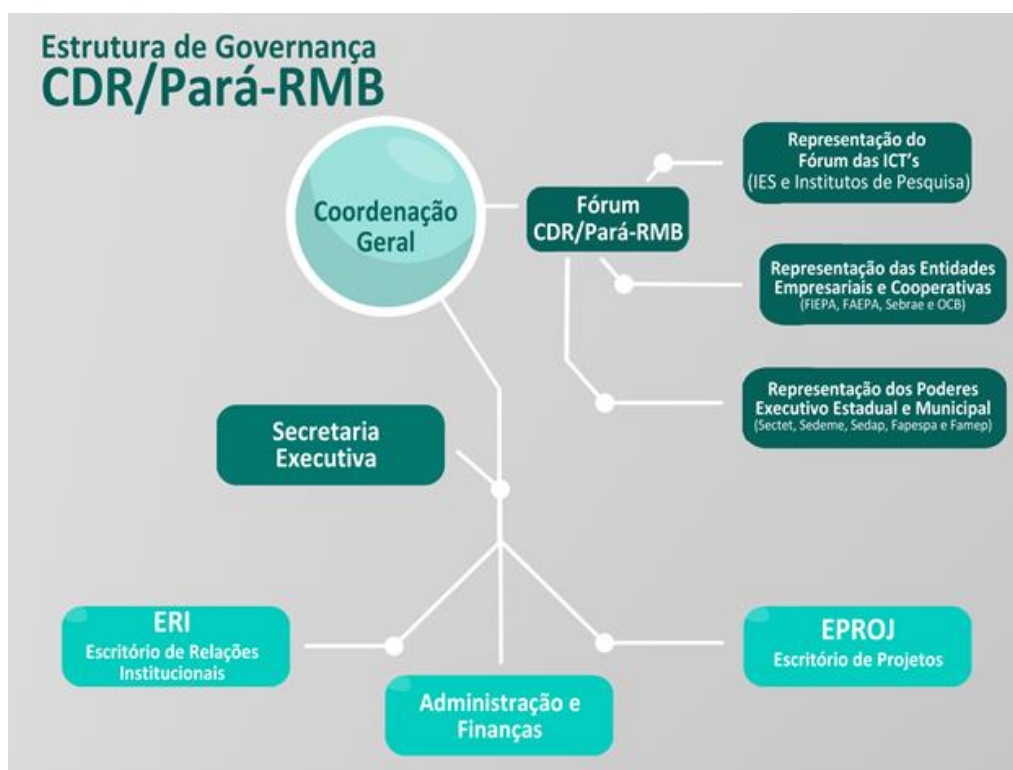 Estrutura de Governança
CDR/Pará-RMB
Coordenação
Geral
Fórum
CDR/Pará-RMB
Representação do
Fórum das ICT's
(IES e Institutos de Pesquisa)
Representação das Entidades
Empresariais e Cooperativas
(FIEPA, FAEPA, Sebrae e OCB)
Representação dos Poderes
Executivo Estadual e Municipal
(Sectet, Sedeme, Sedap, Fapespa e Famep)
Secretaria
Executiva
ERI
Escritório de Relações
Institucionais
Administração e
Finanças
EPROJ
Escritório de Projetos